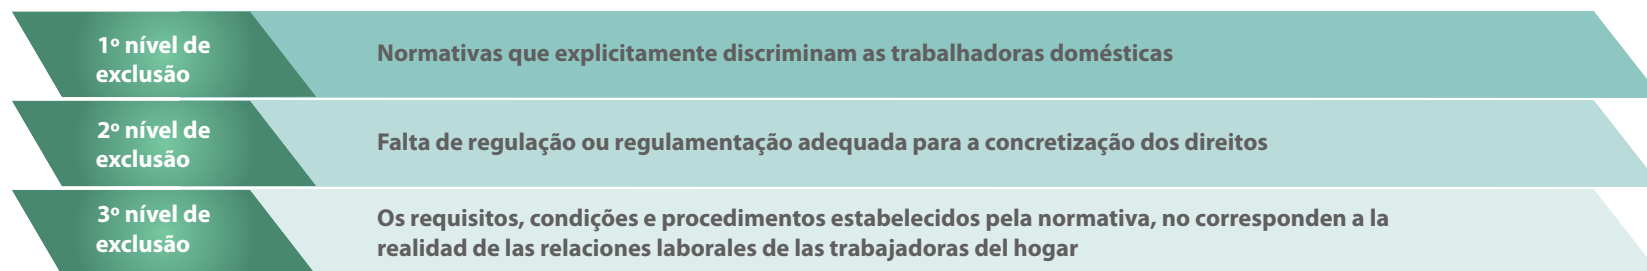 1º nível de
exclusão
Normativas que explicitamente discriminam as trabalhadoras domésticas
2º nível de
exclusão
Falta de regulação ou regulamentação adequada para a concretização dos direitos
3º nível de
exclusão
Os requisitos, condições e procedimentos estabelecidos pela normativa, no corresponden a la
realidad de las relaciones laborales de las trabajadoras del hogar